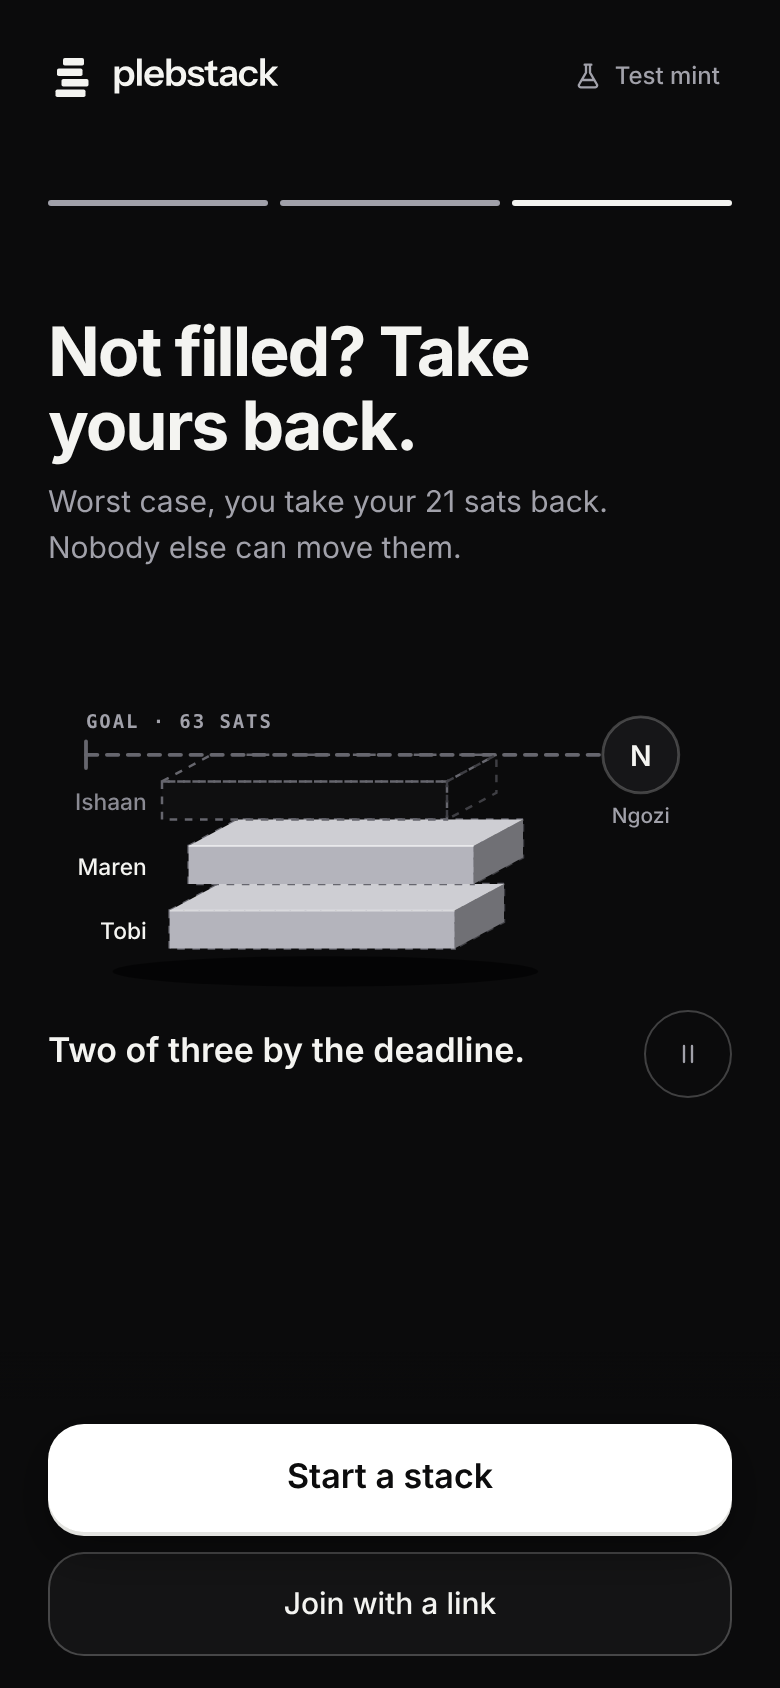 plebstack
Test mint
Not filled? Take
yours back.
Worst case, you take your 21 sats back.
Nobody else can move them.
GOAL · 63 SATS
N
Ishaan
Ngozi
Maren
Tobi
Two of three by the deadline.
Start a stack
Join with a link